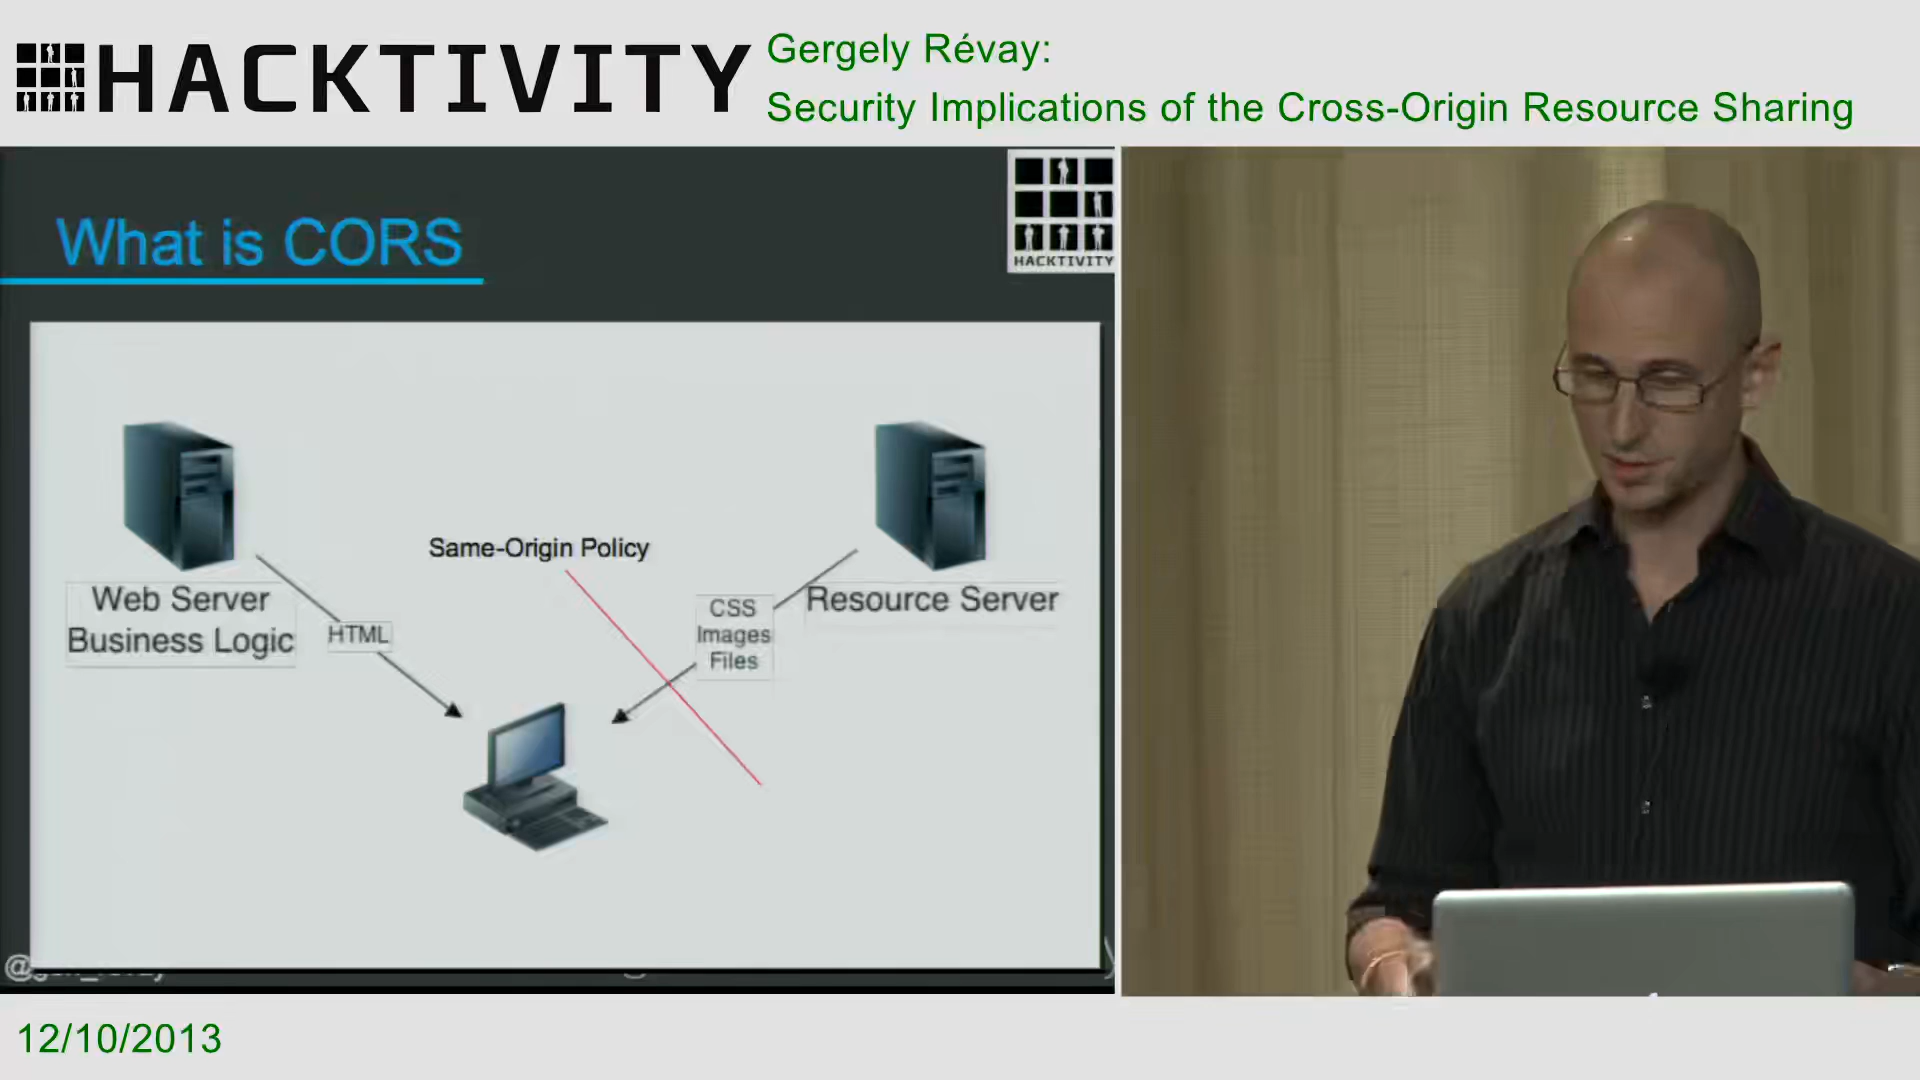 HACKTIVITY
Gergely Révay:
Security Implications of the Cross-Origin Resource Sharing
What is CORS
HACKTIVITY
Same-Origin Policy
Web Server
Business Logic
HTML
CSS
Images
Files
Resource Server
12/10/2013